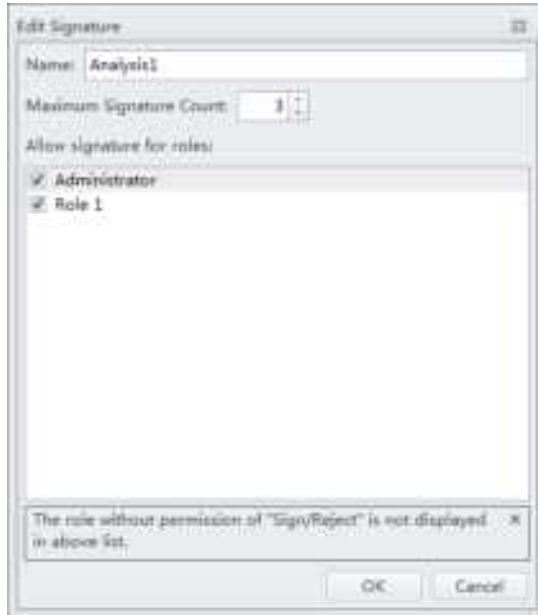 Edit Signature
Name: Analysis1
Maximum Signature Count: 3
Allow signature for roles:
Administrator
Role 1
The role without permission of "Sign/Reject" is not displayed
in above list.
OK Cancel